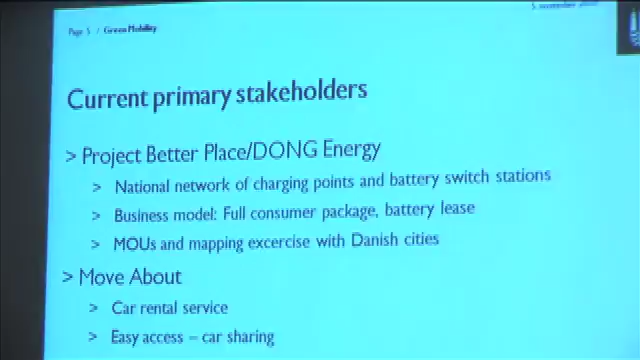 5 november
Page 5 / Green Mobility
Current primary stakeholders
> Project Better Place/DONG Energy
> National network of charging points and battery switch stations
> Business model: Full consumer package, battery lease
> MOUs and mapping excercise with Danish cities
> Move About
> Car rental service
> Easy access – car sharing